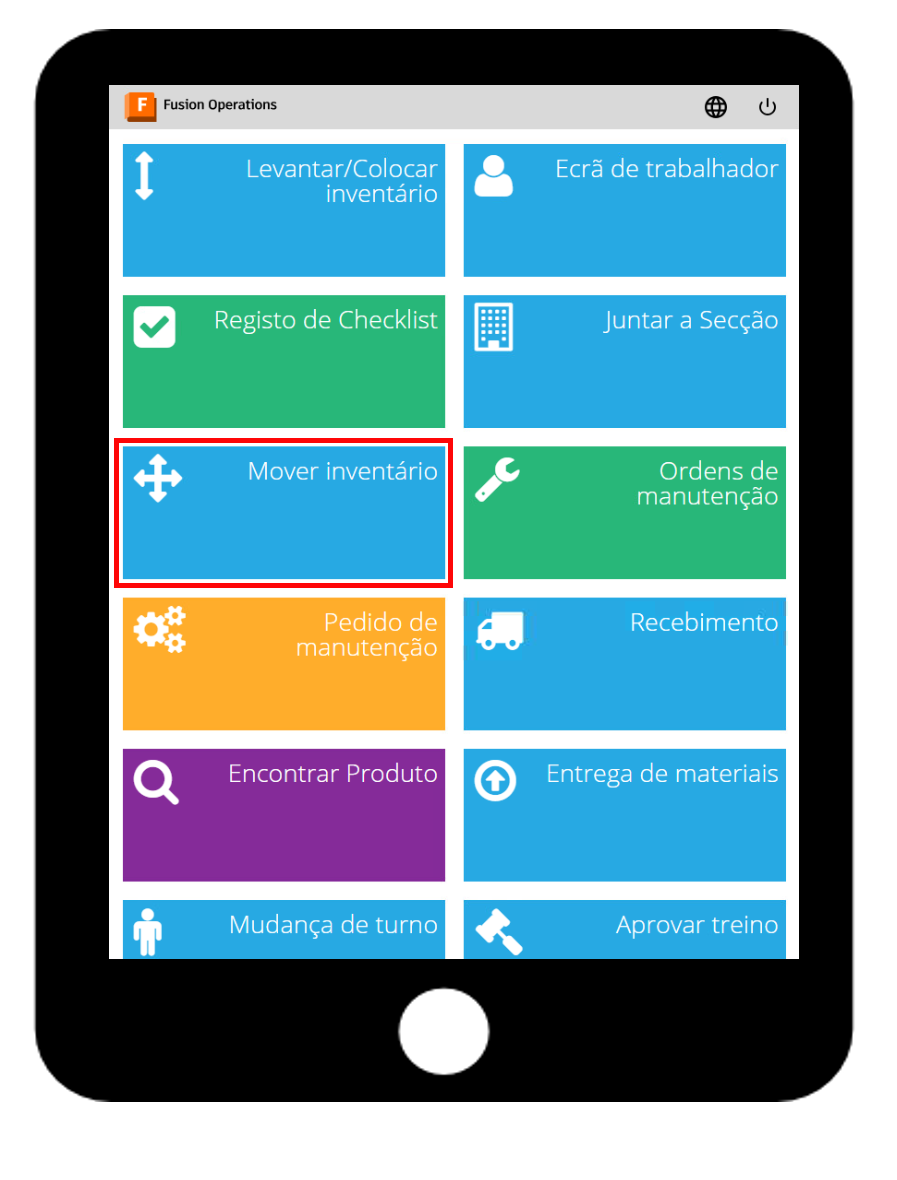 F Fusion Operations
Levantar/Colocar
inventário
Ecrã de trabalhador
Registo de Checklist
Juntar a Secção
Mover inventário
Ordens de
manutenção
Pedido de
manutenção
Recebimento
Encontrar Produto
Entrega de materiais
Mudança de turno
Aprovar treino